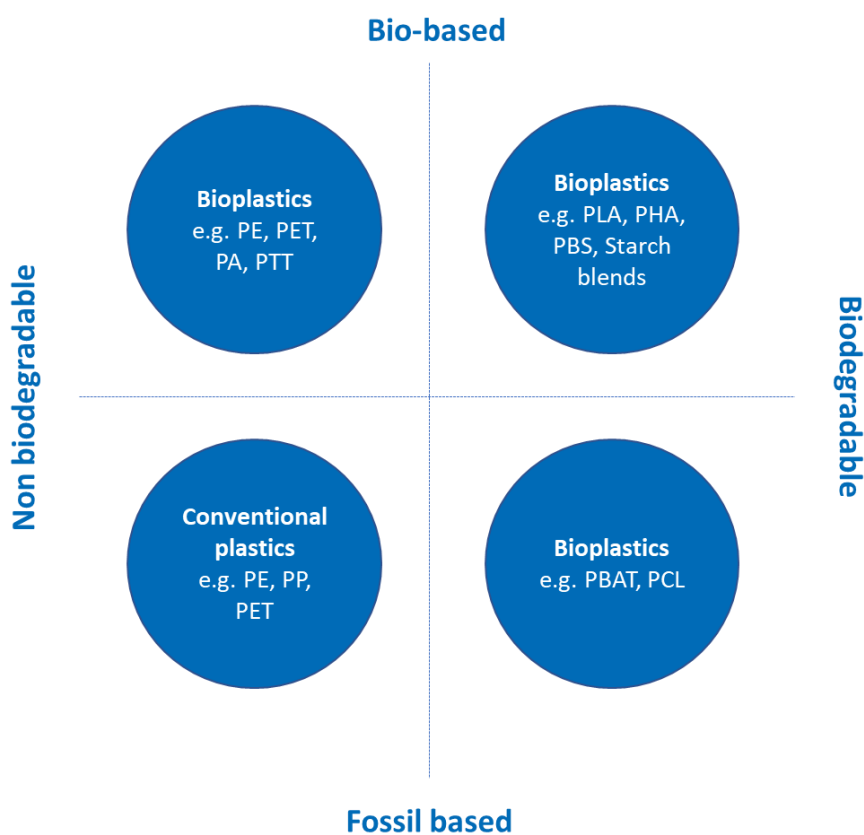 Bio-based
Bioplastics
e.g. PE, PET,
PA, PTT
Bioplastics
e.g. PLA, PHA,
PBS, Starch
blends
Non biodegradable
Biodegradable
Conventional
plastics
e.g. PE, PP,
PET
Bioplastics
e.g. PBAT, PCL
Fossil based